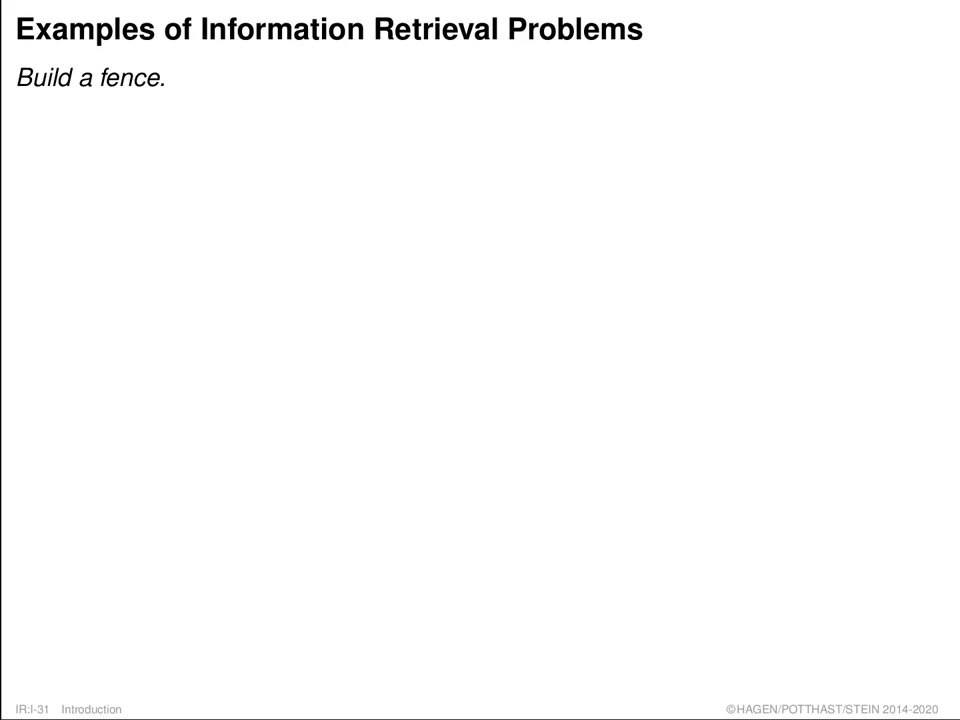 Examples of Information Retrieval Problems
Build a fence.
IR:I-31 Introduction ©HAGEN/POTTHAST/STEIN 2014-2020